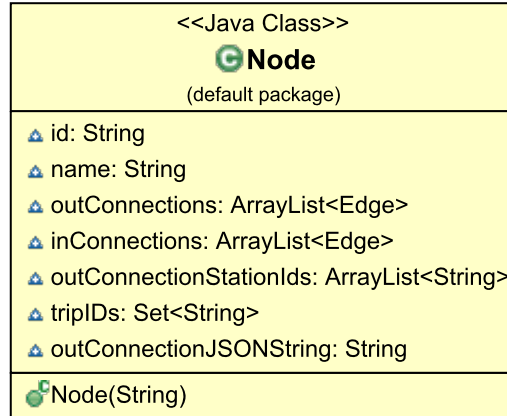 <<Java Class>>
Node
(default package)
id: String
name: String
outConnections: ArrayList<Edge>
inConnections: ArrayList<Edge>
outConnectionStationIds: ArrayList<String>
tripIDs: Set<String>
outConnectionJSONString: String
Node(String)